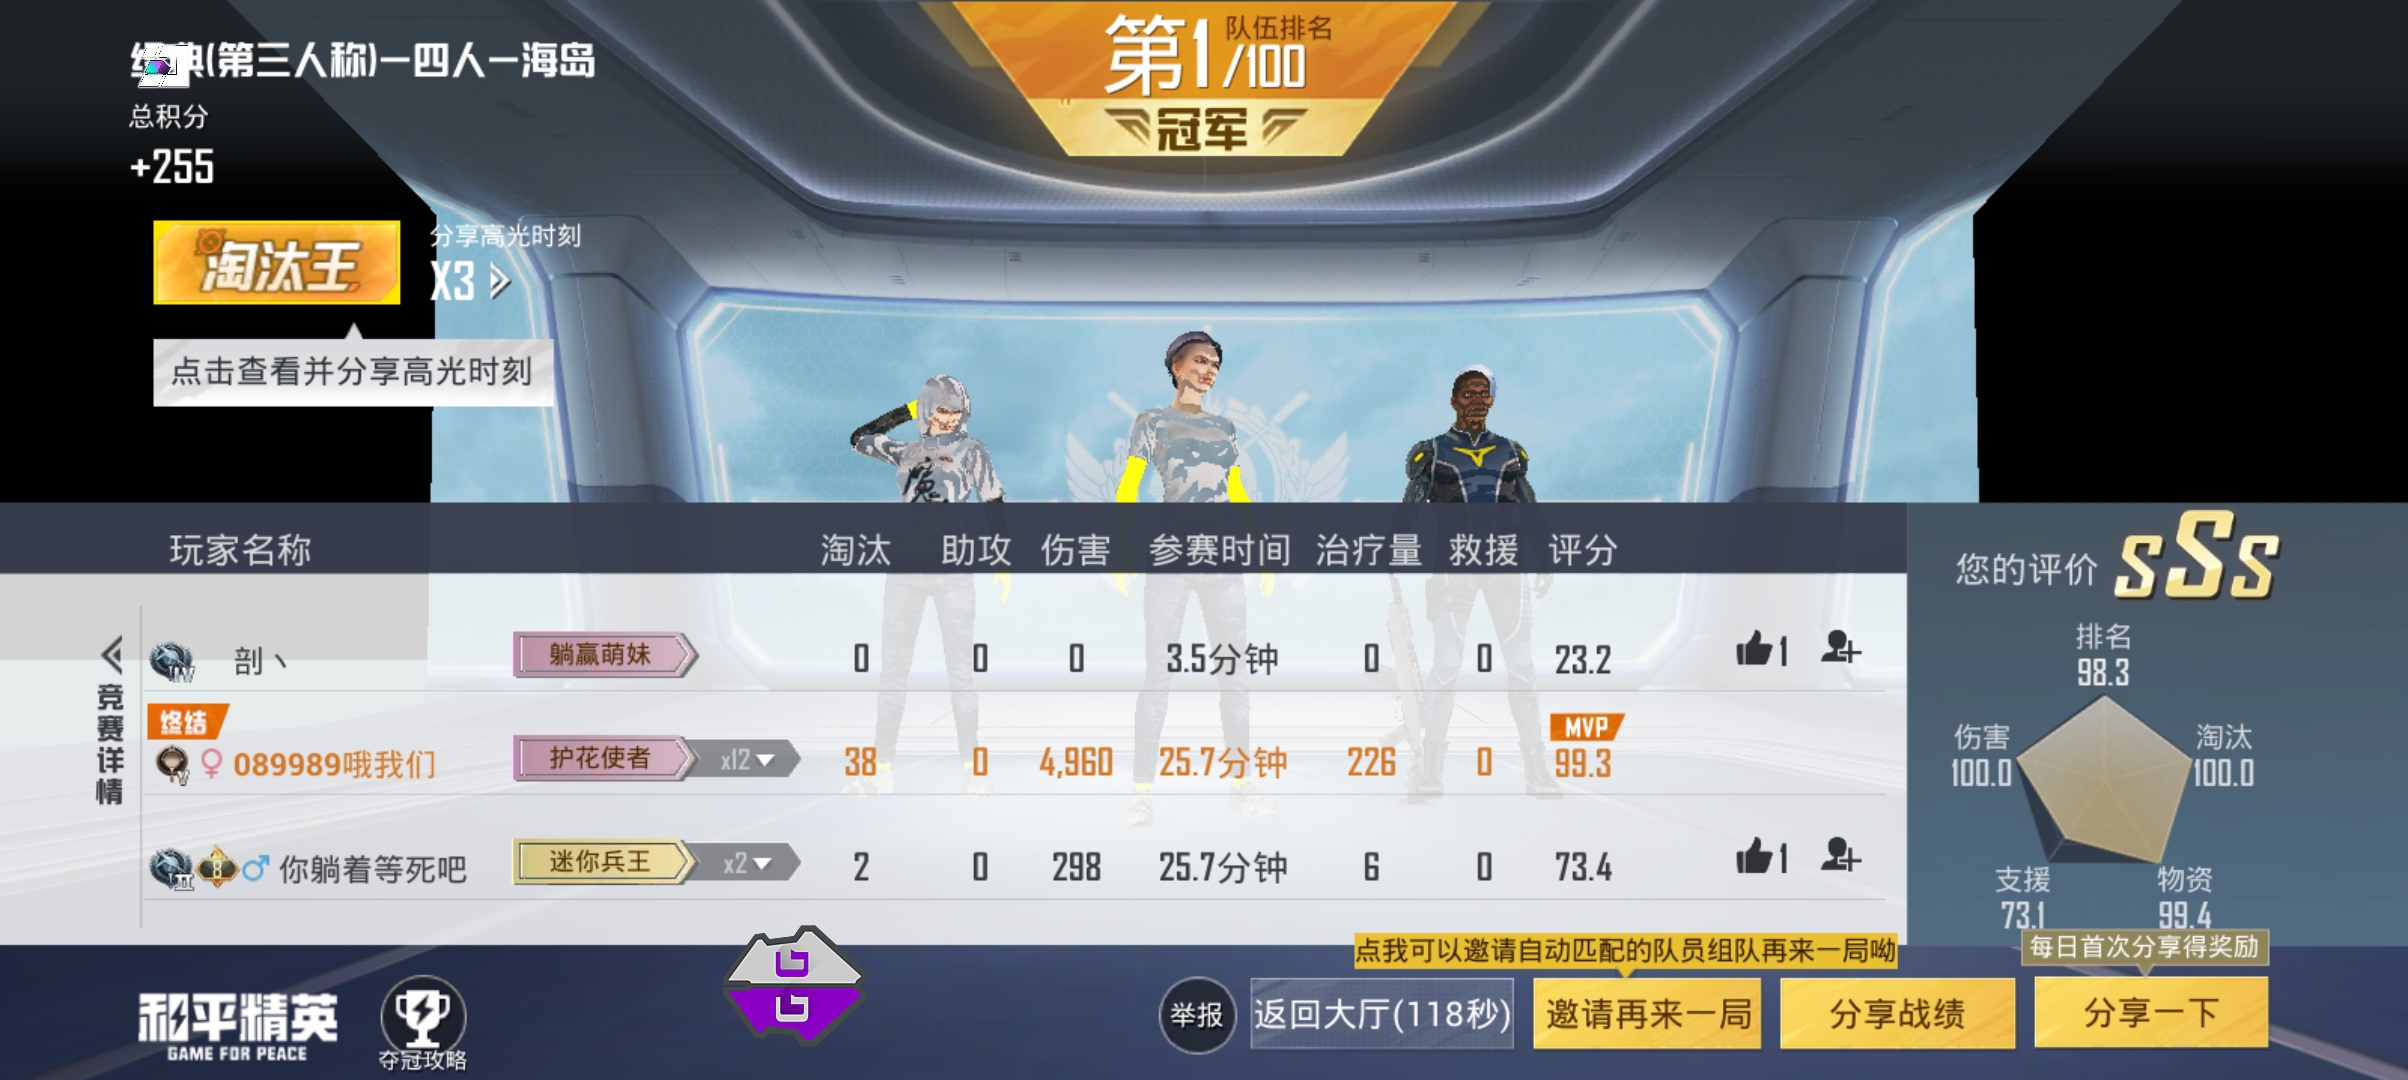 经典(第三人称)—四人—海岛
总积分
+255
第1/100
队伍排名
冠军
淘汰王
分享高光时刻
X3
点击查看并分享高光时刻
玩家名称 淘汰 助攻 伤害 参赛时间 治疗量 救援 评分
竞赛详情
IV 剖丶 躺赢萌妹 0 0 0 3.5分钟 0 0 23.2 1
终结
MVP
V 089989哦我们 护花使者 x12 38 0 4,960 25.7分钟 226 0 99.3
II 8 你躺着等死吧 迷你兵王 x2 2 0 298 25.7分钟 6 0 73.4 1
您的评价 SSS
排名
98.3
伤害
100.0
淘汰
100.0
支援
73.1
物资
99.4
点我可以邀请自动匹配的队员组队再来一局呦
每日首次分享得奖励
和平精英
GAME FOR PEACE
夺冠攻略
举报
返回大厅(118秒)
邀请再来一局
分享战绩
分享一下